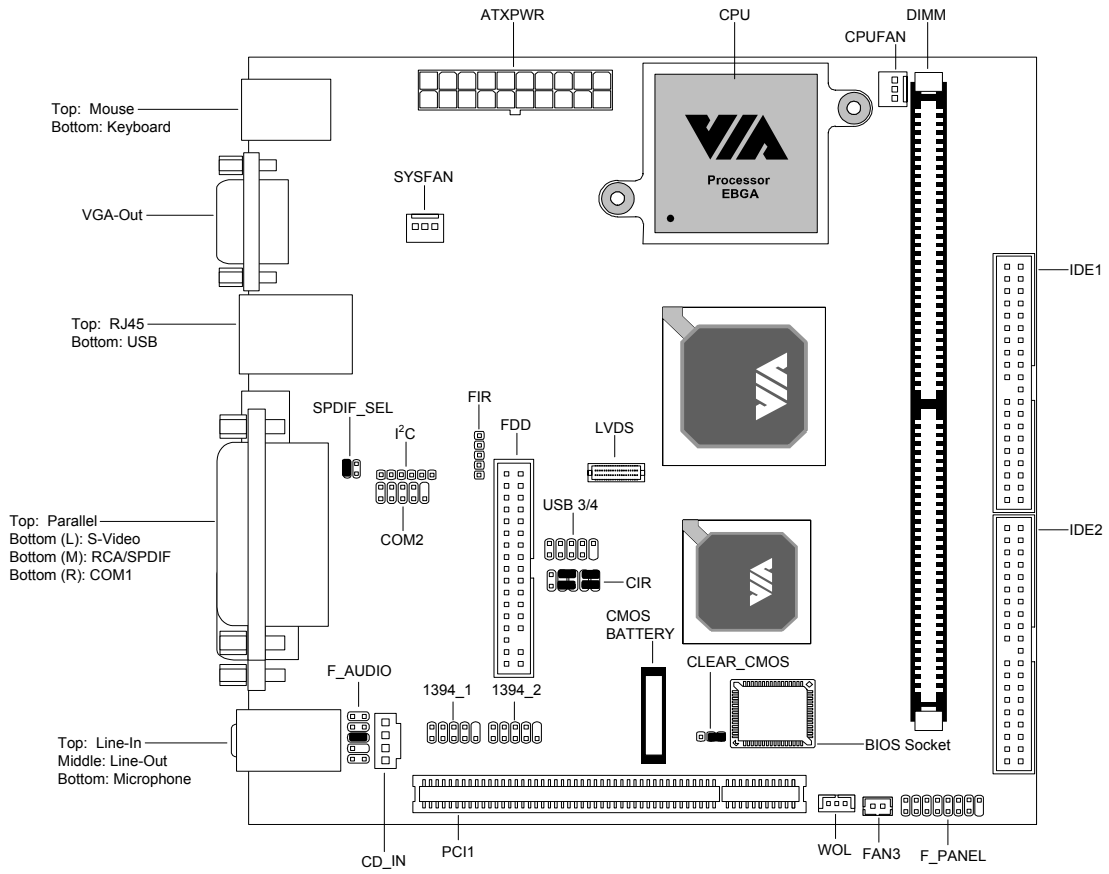 ATXPWR
CPU
DIMM
CPUFAN
Top: Mouse
Bottom: Keyboard
VIA
Processor
EBGA
SYSFAN
VGA-Out
IDE1
Top: RJ45
Bottom: USB
VIA
SPDIF_SEL
I²C
FIR
FDD
LVDS
USB 3/4
COM2
Top: Parallel
Bottom (L): S-Video
Bottom (M): RCA/SPDIF
Bottom (R): COM1
IDE2
CIR
VIA
CMOS
BATTERY
CLEAR_CMOS
F_AUDIO
1394_1
1394_2
Top: Line-In
Middle: Line-Out
Bottom: Microphone
BIOS Socket
CD_IN
PCI1
WOL
FAN3
F_PANEL